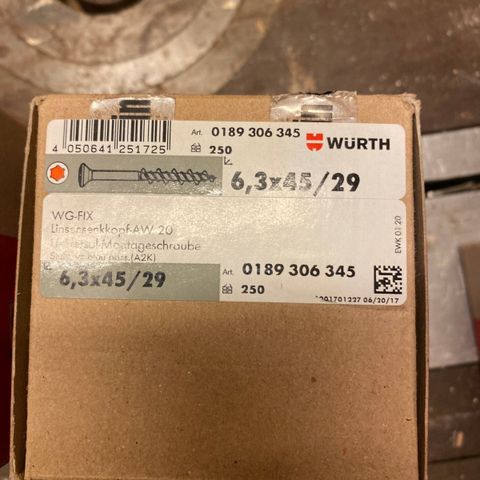 4 050641 251725
Art. 0189 306 345
250
WÜRTH
6,3x45/29
WG-FIX
Linsensenkkopf-AW 20
Universal-Montageschraube
6,3x45/29
Art. 0189 306 345
250
EWK 01 20